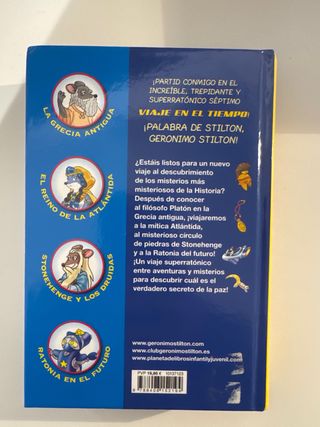 ¡PARTID CONMIGO EN EL
INCREÍBLE, TREPIDANTE Y
SUPERRATÓNICO SÉPTIMO
VIAJE EN EL TIEMPO!
¡PALABRA DE STILTON,
GERONIMO STILTON!
LA GRECIA ANTIGUA
EL REINO DE LA ATLÁNTIDA
STONEHENGE Y LOS DRUIDAS
RATONIA EN EL FUTURO
¿Estáis listos para un nuevo
viaje al descubrimiento
de los misterios más
misteriosos de la Historia?
Después de conocer
al filósofo Platón en la
Grecia antigua, ¡viajaremos
a la mítica Atlántida,
al misterioso círculo
de piedras de Stonehenge
y a la Ratonia del futuro!
¡Un viaje superratónico
entre aventuras y misterios
para descubrir cuál es el
verdadero secreto de la paz!
www.geronimostilton.com
www.clubgeronimostilton.es
www.planetadelibrosinfantilyjuvenil.com
PVP 19,95 € 10137103